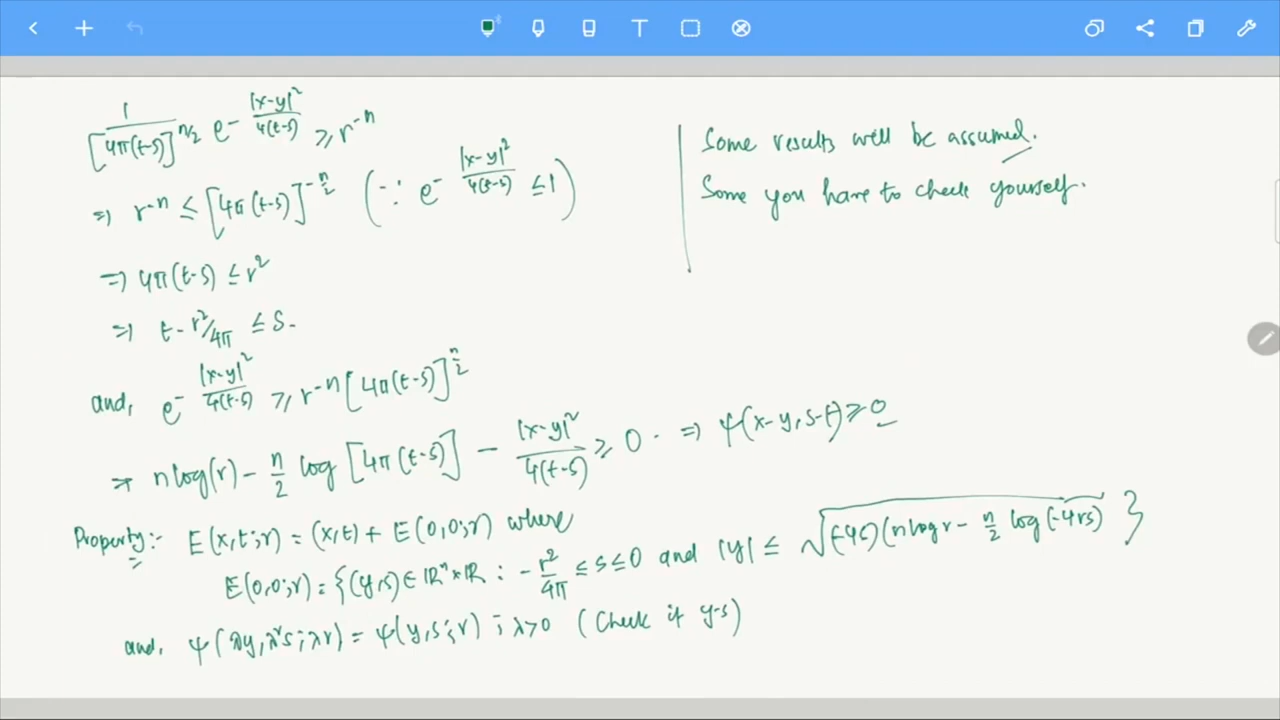 1/[4π(t-s)]^{n/2} e^{-|x-y|²/4(t-s)} ≥ r^{-n}
⇒ r^{-n} ≤ [4π(t-s)]^{-n/2} (∵ e^{-|x-y|²/4(t-s)} ≤ 1)
⇒ 4π(t-s) ≤ r²
⇒ t - r²/4π ≤ s.
and, e^{-|x-y|²/4(t-s)} ≥ r^{-n} [4π(t-s)]^{n/2}
⇒ n log(r) - n/2 log [4π(t-s)] - |x-y|²/4(t-s) ≥ 0. ⇒ ψ(x-y, s-t) ≥ 0
Property:- E(x,t;r) = (x,t) + E(0,0;r) where
E(0,0;r) = {(y,s) ∈ ℝⁿ×ℝ : -r²/4π ≤ s ≤ 0 and |y| ≤ √(-4s)(n log r - n/2 log(-4πs) }
and, ψ(λy, λ²s; λr) = ψ(y,s;r) ; λ>0 (Check if y-s)
Some results will be assumed.
Some you have to check yourself.
T